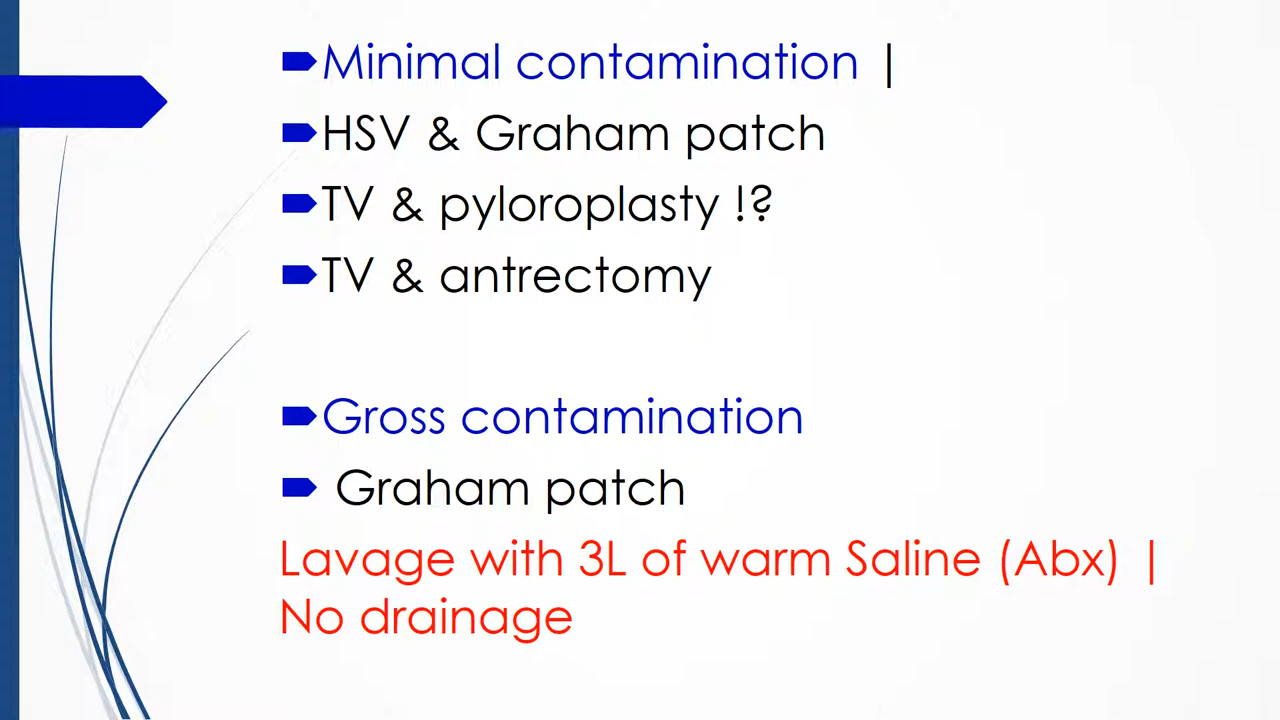 Minimal contamination |
HSV & Graham patch
TV & pyloroplasty !?
TV & antrectomy
Gross contamination
Graham patch
Lavage with 3L of warm Saline (Abx) |
No drainage